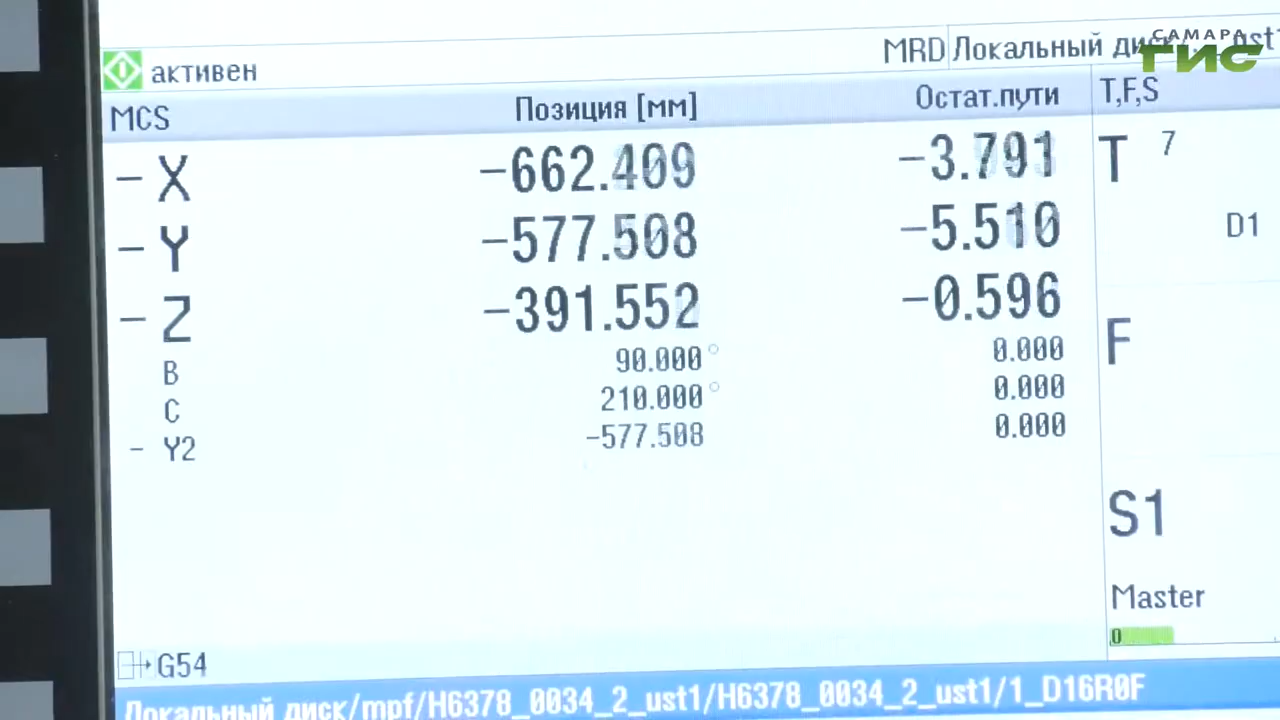 САМАРА
ГИС
активен
MRD Локальный
MCS Позиция [мм] Остат.пути T,F,S
- X -662.409 -3.791 T 7
- Y -577.508 -5.510 D1
- Z -391.552 -0.596 F
B 90.000° 0.000
C 210.000° 0.000
- Y2 -577.508 0.000
S1
Master
0
G54
Локальный диск/mpf/H6378_0034_2_ust1/H6378_0034_2_ust1/1_D16R0F